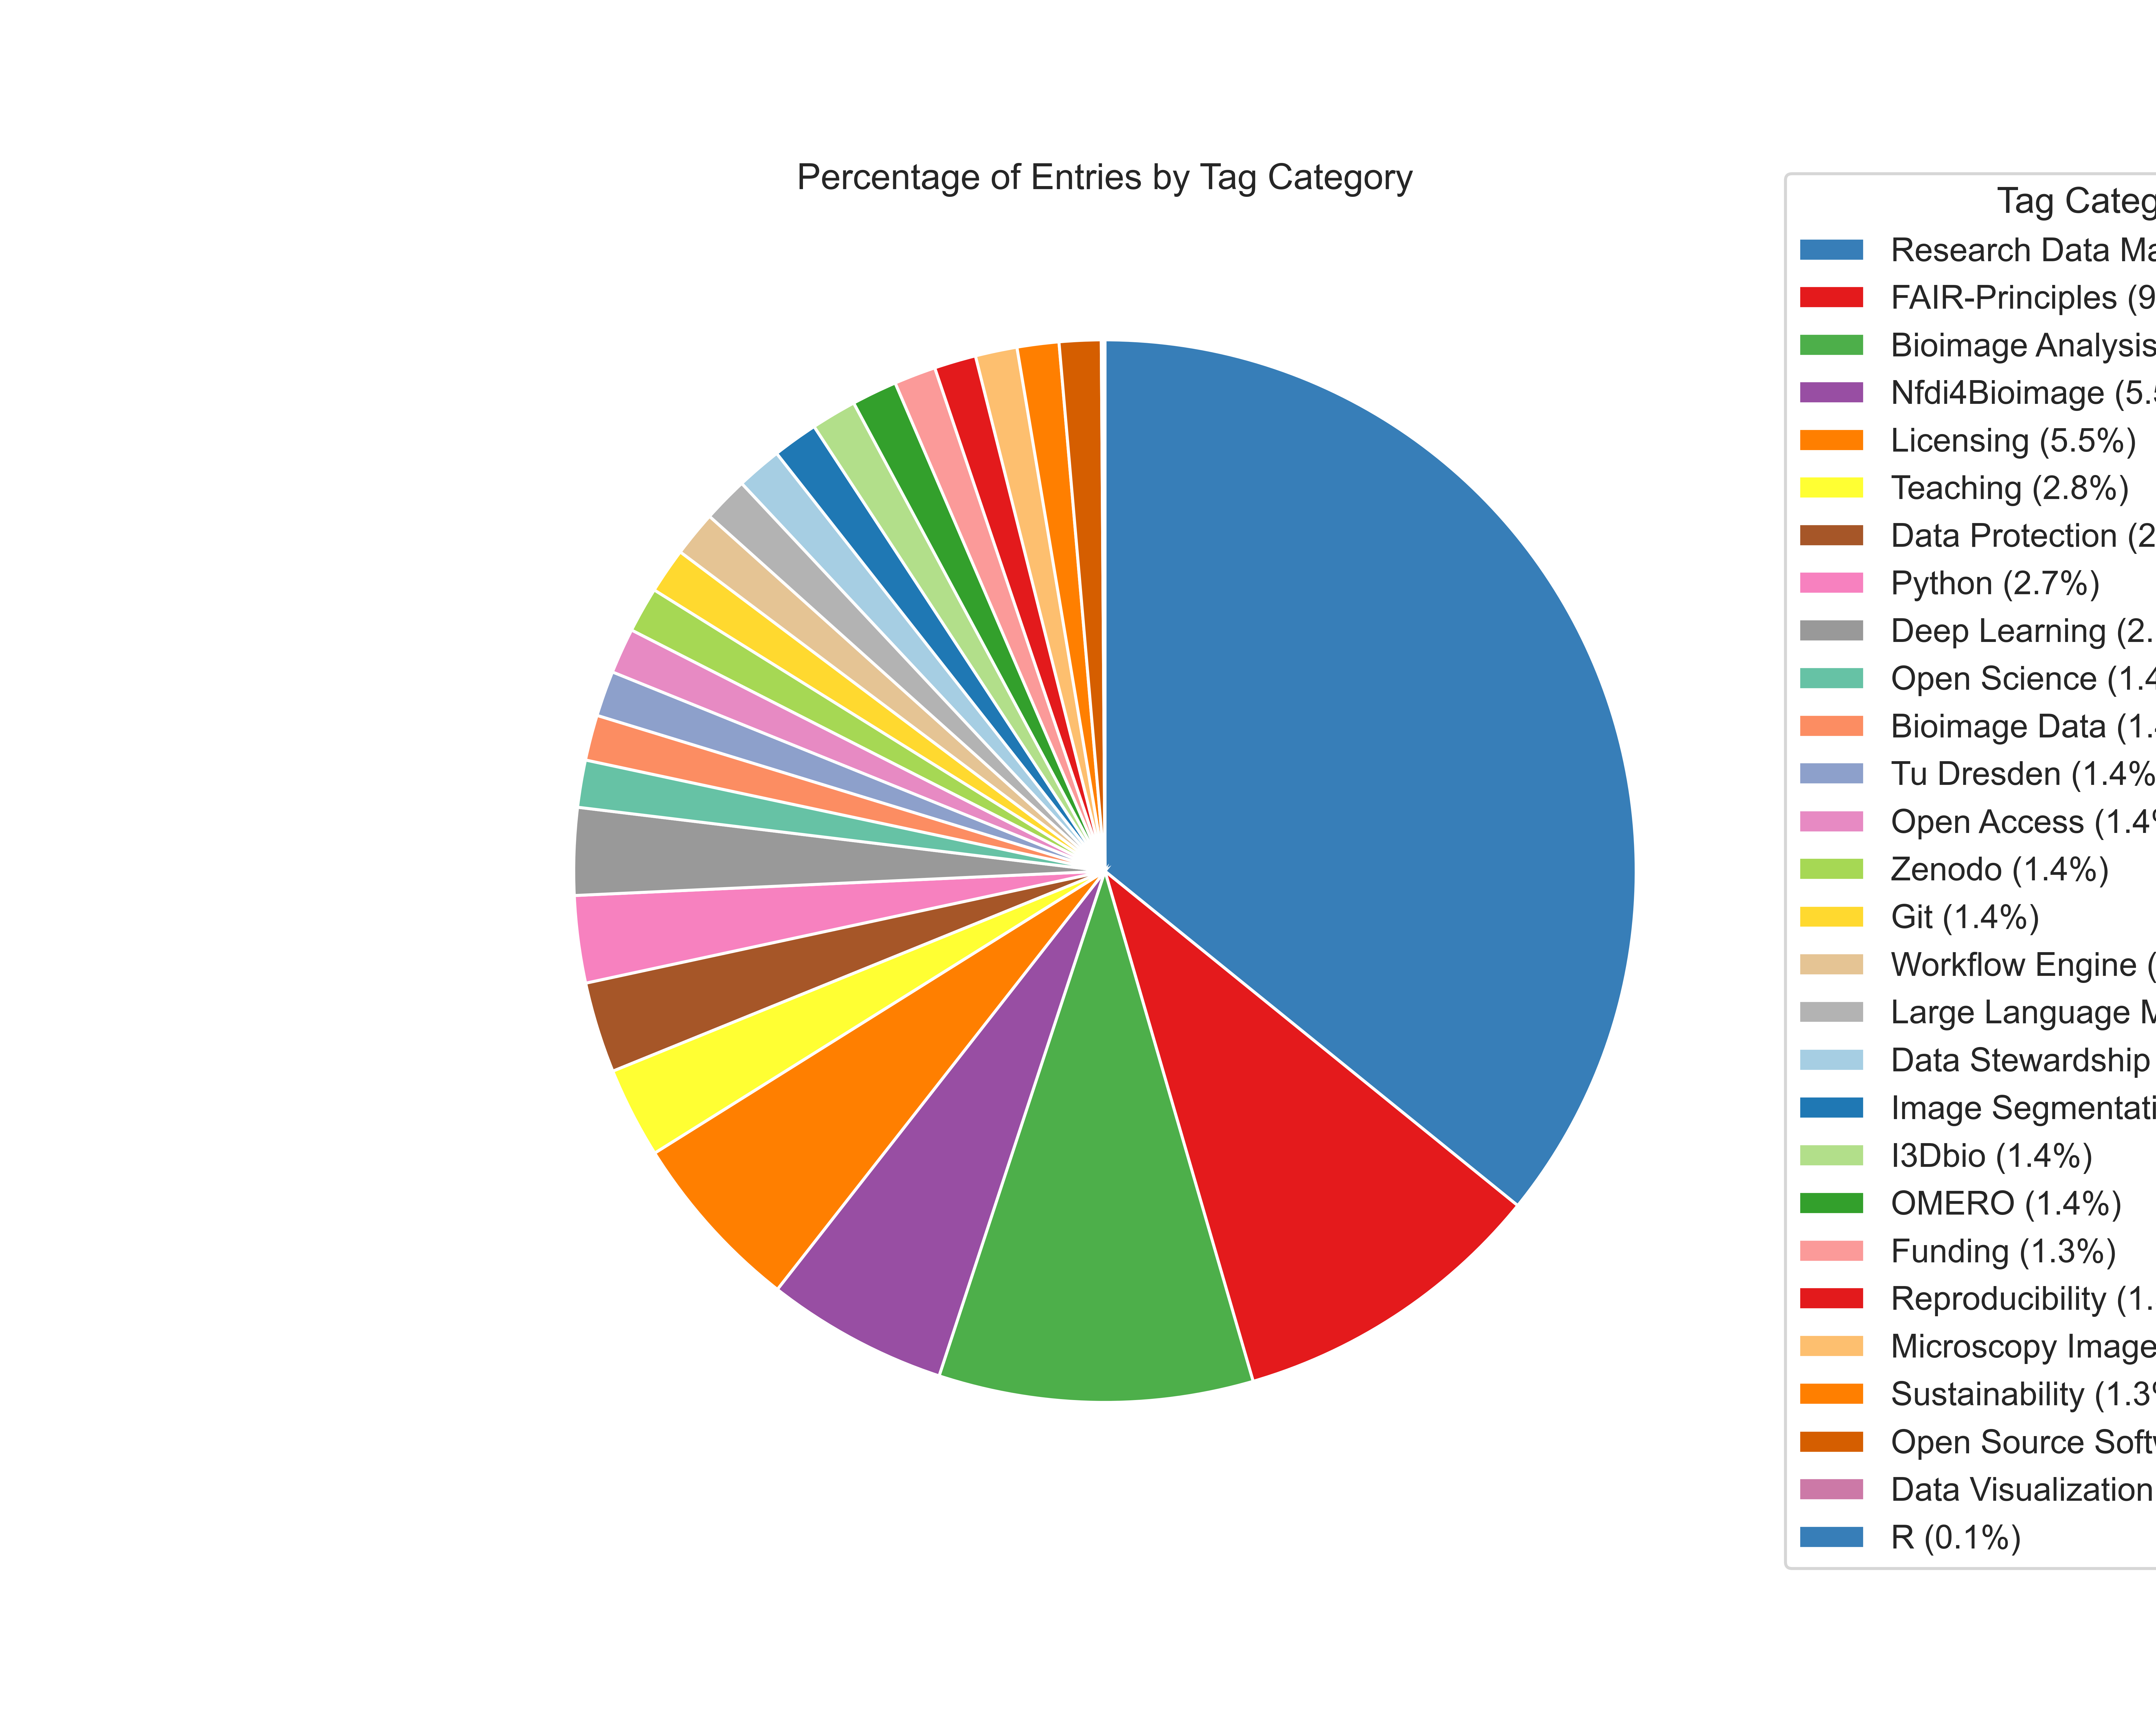 Percentage of Entries by Tag Category
Tag Categ
Research Data Ma
FAIR-Principles (9
Bioimage Analysis
Nfdi4Bioimage (5.5
Licensing (5.5%)
Teaching (2.8%)
Data Protection (2
Python (2.7%)
Deep Learning (2.
Open Science (1.4
Bioimage Data (1.4
Tu Dresden (1.4%
Open Access (1.4%
Zenodo (1.4%)
Git (1.4%)
Workflow Engine (
Large Language M
Data Stewardship
Image Segmentati
I3Dbio (1.4%)
OMERO (1.4%)
Funding (1.3%)
Reproducibility (1.
Microscopy Image
Sustainability (1.3%
Open Source Softw
Data Visualization
R (0.1%)